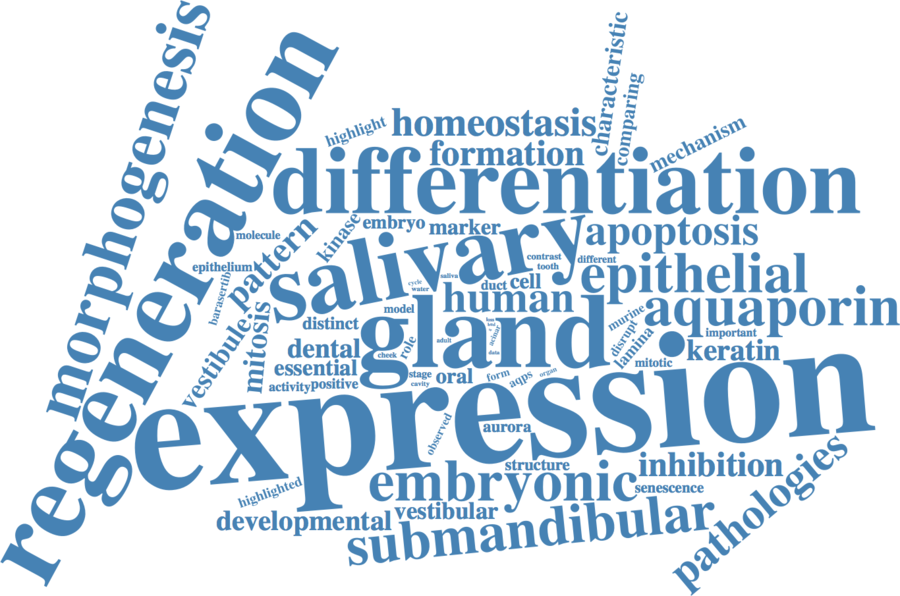 morphogenesis
regeneration
characteristic
comparing
highlight
homeostasis
mechanism
formation
differentiation
kinase
embryo
marker
molecule
pattern
salivary
apoptosis
epithelium
contrast
different
tooth
saliva
epithelial
barasertib
cycle
water
duct
cell
human
aquaporin
model
vestibule
mitosis
distinct
gland
murine
disrupt
important
lamina
adult
acinar
data
dental
cheek
role
keratin
essential
mitotic
activity
positive
stage
cavity
oral
form
aqps
organ
expression
observed
aurora
structure
inhibition
embryonic
senescence
highlighted
pathologies
developmental
vestibular
submandibular